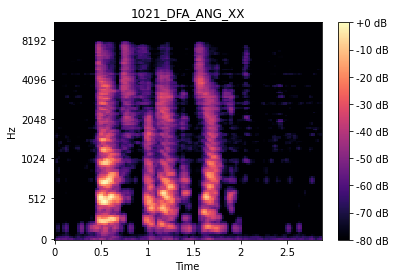 1021_DFA_ANG_XX
+0 dB
8192
-10 dB
4096
-20 dB
-30 dB
2048
-40 dB
Hz
1024
-50 dB
512
-60 dB
-70 dB
0
-80 dB
0 0.5 1 1.5 2 2.5
Time